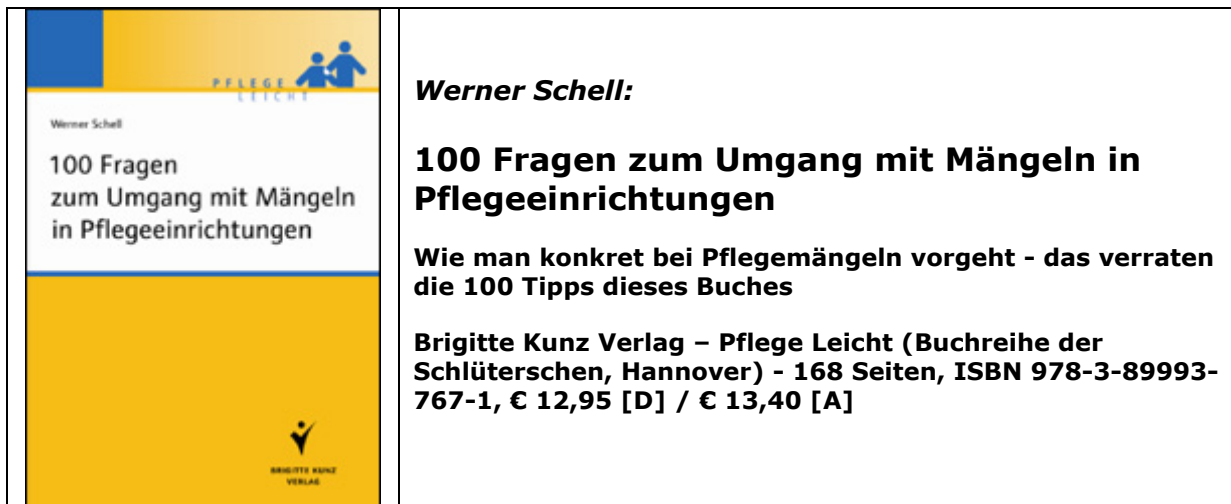 PFLEGE
LEICHT
Werner Schell
100 Fragen
zum Umgang mit Mängeln
in Pflegeeinrichtungen
BRIGITTE KUNZ
VERLAG
Werner Schell:
100 Fragen zum Umgang mit Mängeln in
Pflegeeinrichtungen
Wie man konkret bei Pflegemängeln vorgeht - das verraten
die 100 Tipps dieses Buches
Brigitte Kunz Verlag – Pflege Leicht (Buchreihe der
Schlüterschen, Hannover) - 168 Seiten, ISBN 978-3-89993-
767-1, € 12,95 [D] / € 13,40 [A]